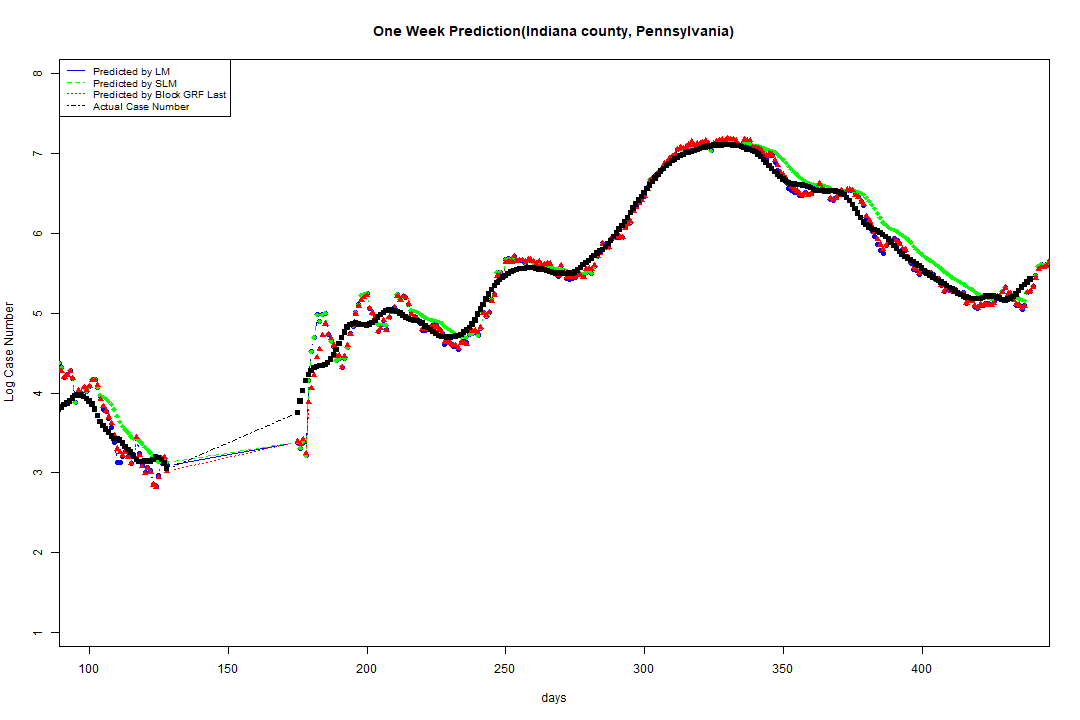 One Week Prediction(Indiana county, Pennsylvania)
Predicted by LM
Predicted by SLM
Predicted by Block GRF Last
Actual Case Number
Log Case Number
8
7
6
5
4
3
2
1
100 150 200 250 300 350 400
days